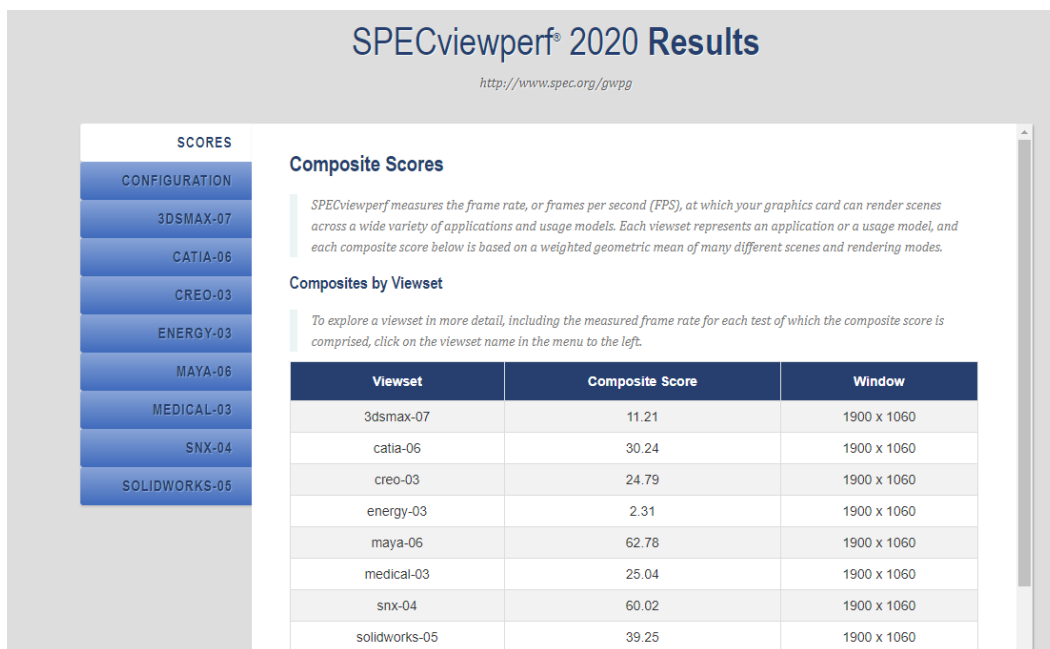 SPECviewperf® 2020 Results
http://www.spec.org/gwpg
SCORES
CONFIGURATION
3DSMAX-07
CATIA-06
CREO-03
ENERGY-03
MAYA-06
MEDICAL-03
SNX-04
SOLIDWORKS-05
Composite Scores
SPECviewperf measures the frame rate, or frames per second (FPS), at which your graphics card can render scenes
across a wide variety of applications and usage models. Each viewset represents an application or a usage model, and
each composite score below is based on a weighted geometric mean of many different scenes and rendering modes.
Composites by Viewset
To explore a viewset in more detail, including the measured frame rate for each test of which the composite score is
comprised, click on the viewset name in the menu to the left.
Viewset Composite Score Window
3dsmax-07 11.21 1900 x 1060
catia-06 30.24 1900 x 1060
creo-03 24.79 1900 x 1060
energy-03 2.31 1900 x 1060
maya-06 62.78 1900 x 1060
medical-03 25.04 1900 x 1060
snx-04 60.02 1900 x 1060
solidworks-05 39.25 1900 x 1060